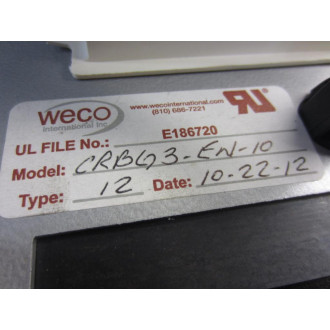 weco
International Inc
www.wecointernational.com
(810) 686-7221
UL FILE No.: E186720
Model: CRBG3-EN-10
Type: 12 Date: 10-22-12